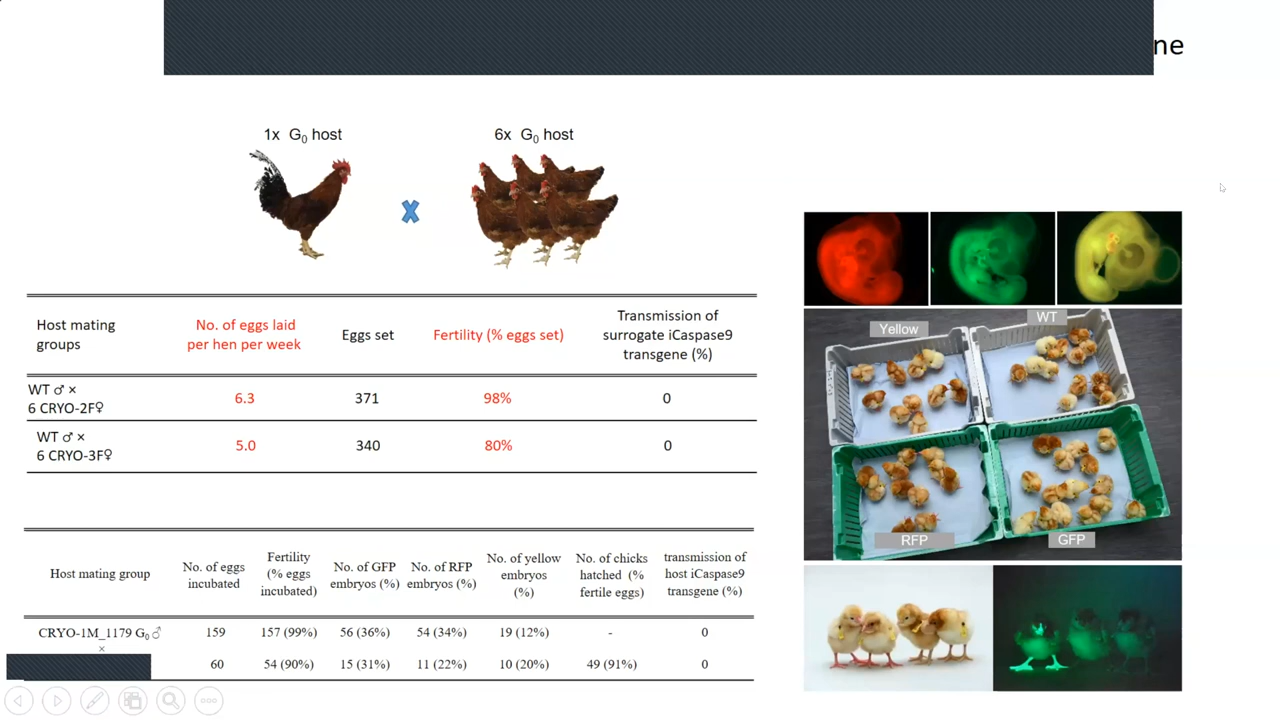 ne
1x G0 host
6x G0 host
Host mating groups
No. of eggs laid per hen per week
Eggs set
Fertility (% eggs set)
Transmission of surrogate iCaspase9 transgene (%)
WT ♂ × 6 CRYO-2F♀
6.3
371
98%
0
WT ♂ × 6 CRYO-3F♀
5.0
340
80%
0
Host mating group
No. of eggs incubated
Fertility (% eggs incubated)
No. of GFP embryos (%)
No. of RFP embryos (%)
No. of yellow embryos (%)
No. of chicks hatched (% fertile eggs)
transmission of host iCaspase9 transgene (%)
CRYO-1M_1179 G0♂
×
159
157 (99%)
56 (36%)
54 (34%)
19 (12%)
-
0
60
54 (90%)
15 (31%)
11 (22%)
10 (20%)
49 (91%)
0
Yellow
WT
RFP
GFP